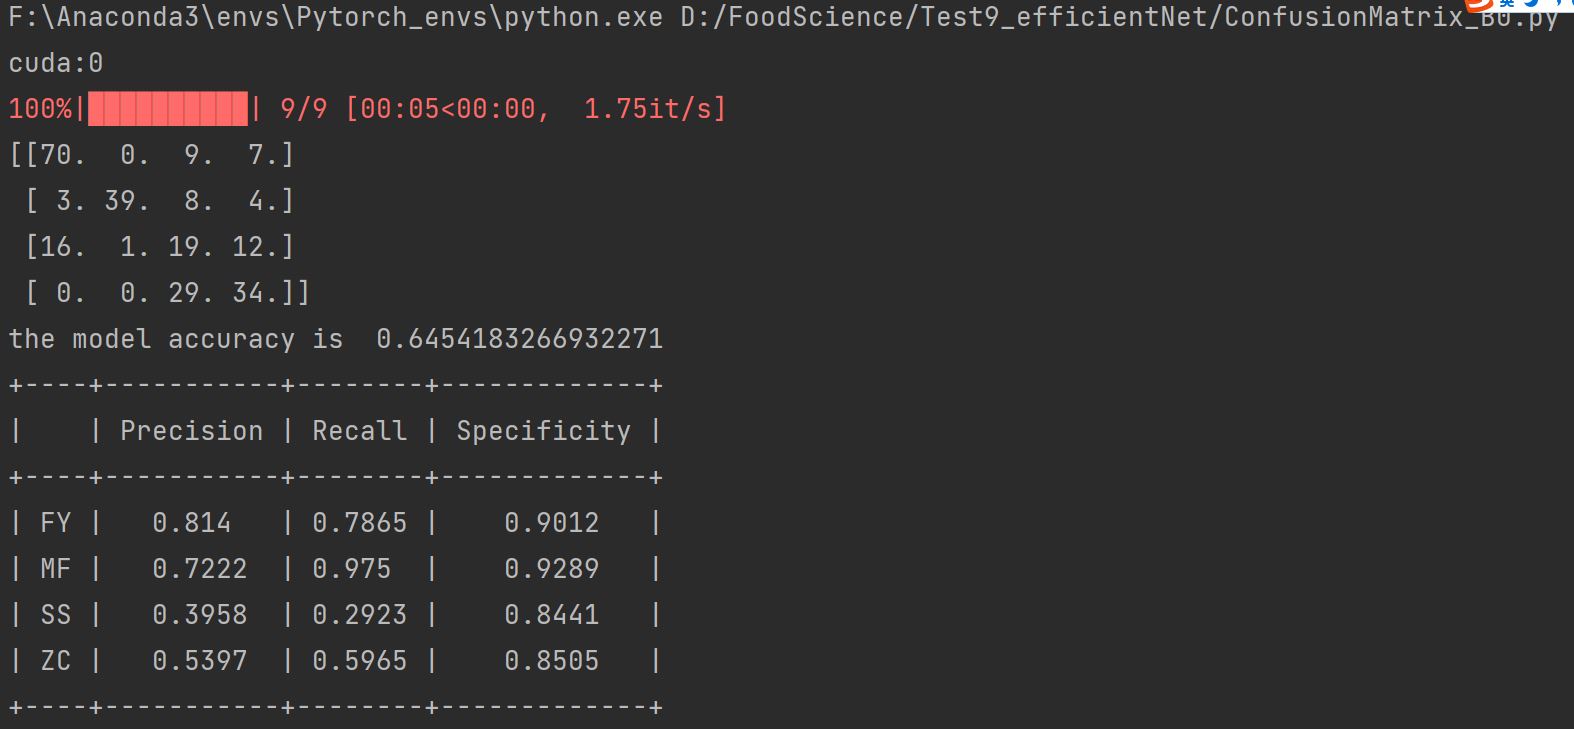 F:\Anaconda3\envs\Pytorch_envs\python.exe D:/FoodScience/Test9_efficientNet/ConfusionMatrix_B0.py
cuda:0
100%|██████████| 9/9 [00:05<00:00,  1.75it/s]
[[70.  0.  9.  7.]
 [ 3. 39.  8.  4.]
 [16.  1. 19. 12.]
 [ 0.  0. 29. 34.]]
the model accuracy is  0.6454183266932271
+----+-----------+--------+-------------+
|    | Precision | Recall | Specificity |
+----+-----------+--------+-------------+
| FY |   0.814   | 0.7865 |    0.9012   |
| MF |   0.7222  | 0.975  |    0.9289   |
| SS |   0.3958  | 0.2923 |    0.8441   |
| ZC |   0.5397  | 0.5965 |    0.8505   |
+----+-----------+--------+-------------+